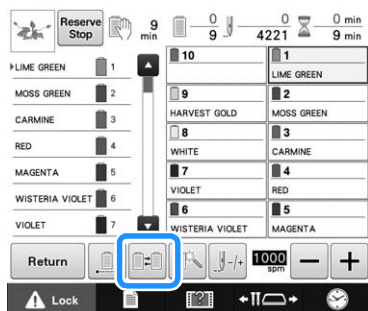 Reserve
Stop
9
min
0
9
0
4221
0 min
9 min
LIME GREEN 1
MOSS GREEN 2
CARMINE 3
RED 4
MAGENTA 5
WISTERIA VIOLET 6
VIOLET 7
10
1
LIME GREEN
9
HARVEST GOLD
2
MOSS GREEN
8
WHITE
3
CARMINE
7
VIOLET
4
RED
6
WISTERIA VIOLET
5
MAGENTA
Return
-/+
1000
spm
Lock